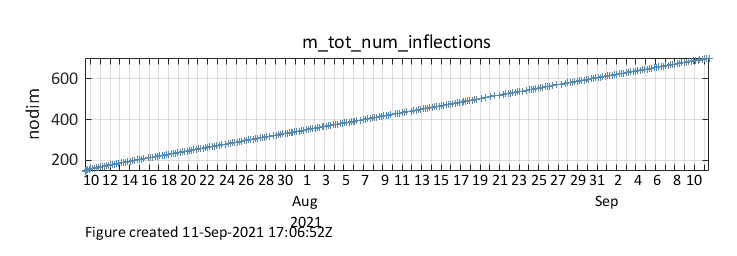 m_tot_num_inflections
nodim
600
400
200
10 12 14 16 18 20 22 24 26 28 30 1 3 5 7 9 11 13 15 17 19 21 23 25 27 29 31 2 4 6 8 10
Aug Sep
2021
Figure created 11-Sep-2021 17:06:52Z